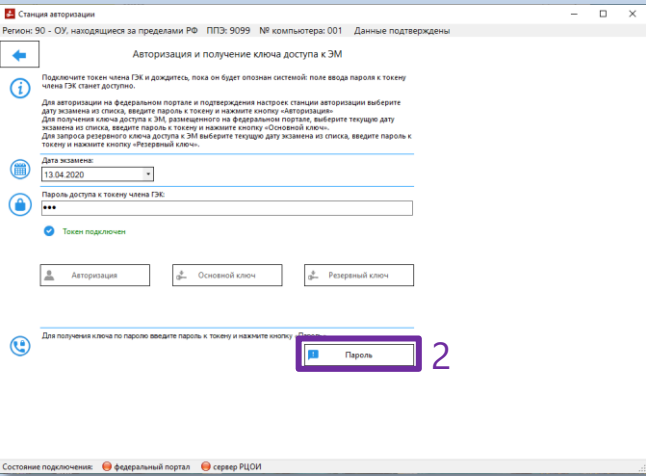 Станция авторизации
Регион: 90 - ОУ, находящиеся за пределами РФ ППЭ: 9099 № компьютера: 001 Данные подтверждены
Авторизация и получение ключа доступа к ЭМ
Подключите токен члена ГЭК и дождитесь, пока он будет опознан системой: поле ввода пароля к токену
члена ГЭК станет доступно.
Для авторизации на федеральном портале и подтверждения настроек станции авторизации выберите
дату экзамена из списка, введите пароль к токену и нажмите кнопку «Авторизация»
Для получения ключа доступа к ЭМ, размещенного на федеральном портале, выберите текущую дату
экзамена из списка, введите пароль к токену и нажмите кнопку «Основной ключ».
Для запроса резервного ключа доступа к ЭМ выберите текущую дату экзамена из списка, введите пароль к
токену и нажмите кнопку «Резервный ключ».
Дата экзамена:
13.04.2020
Пароль доступа к токену члена ГЭК:
•••
Токен подключен
Авторизация Основной ключ Резервный ключ
Для получения ключа по паролю введите пароль к токену и нажмите кнопку
Пароль 2
Состояние подключения: федеральный портал сервер РЦОИ